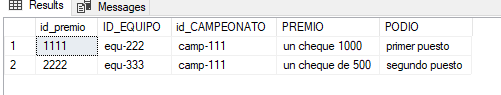 Results Messages
id_premio ID_EQUIPO id_CAMPEONATO PREMIO PODIO
1 1111 equ-222 camp-111 un cheque 1000 primer puesto
2 2222 equ-333 camp-111 un cheque de 500 segundo puesto